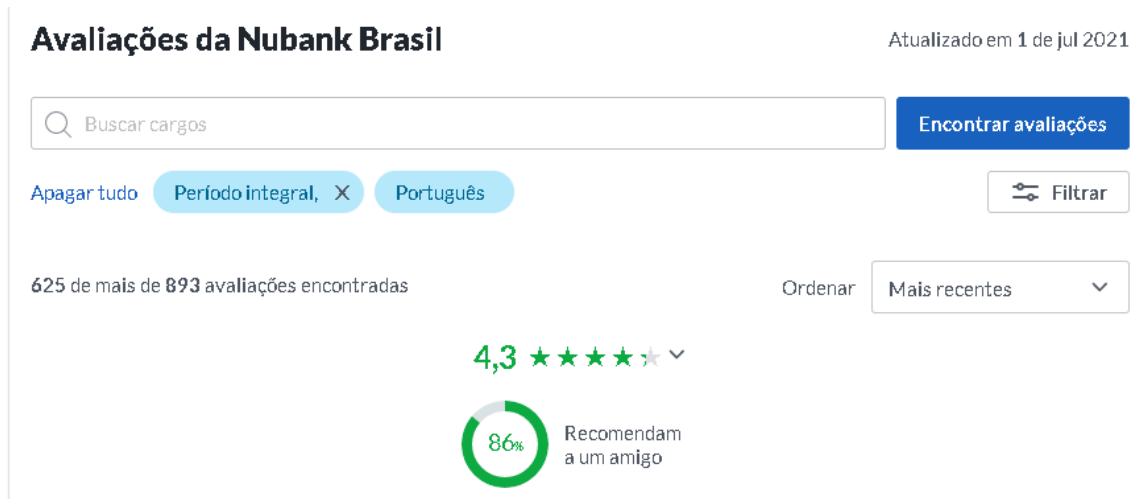 Avaliações da Nubank Brasil
Atualizado em 1 de jul 2021
Buscar cargos
Encontrar avaliações
Apagar tudo
Período integral, X
Português
Filtrar
625 de mais de 893 avaliações encontradas
Ordenar
Mais recentes
4,3 ★★★★★
86%
Recomendam
a um amigo